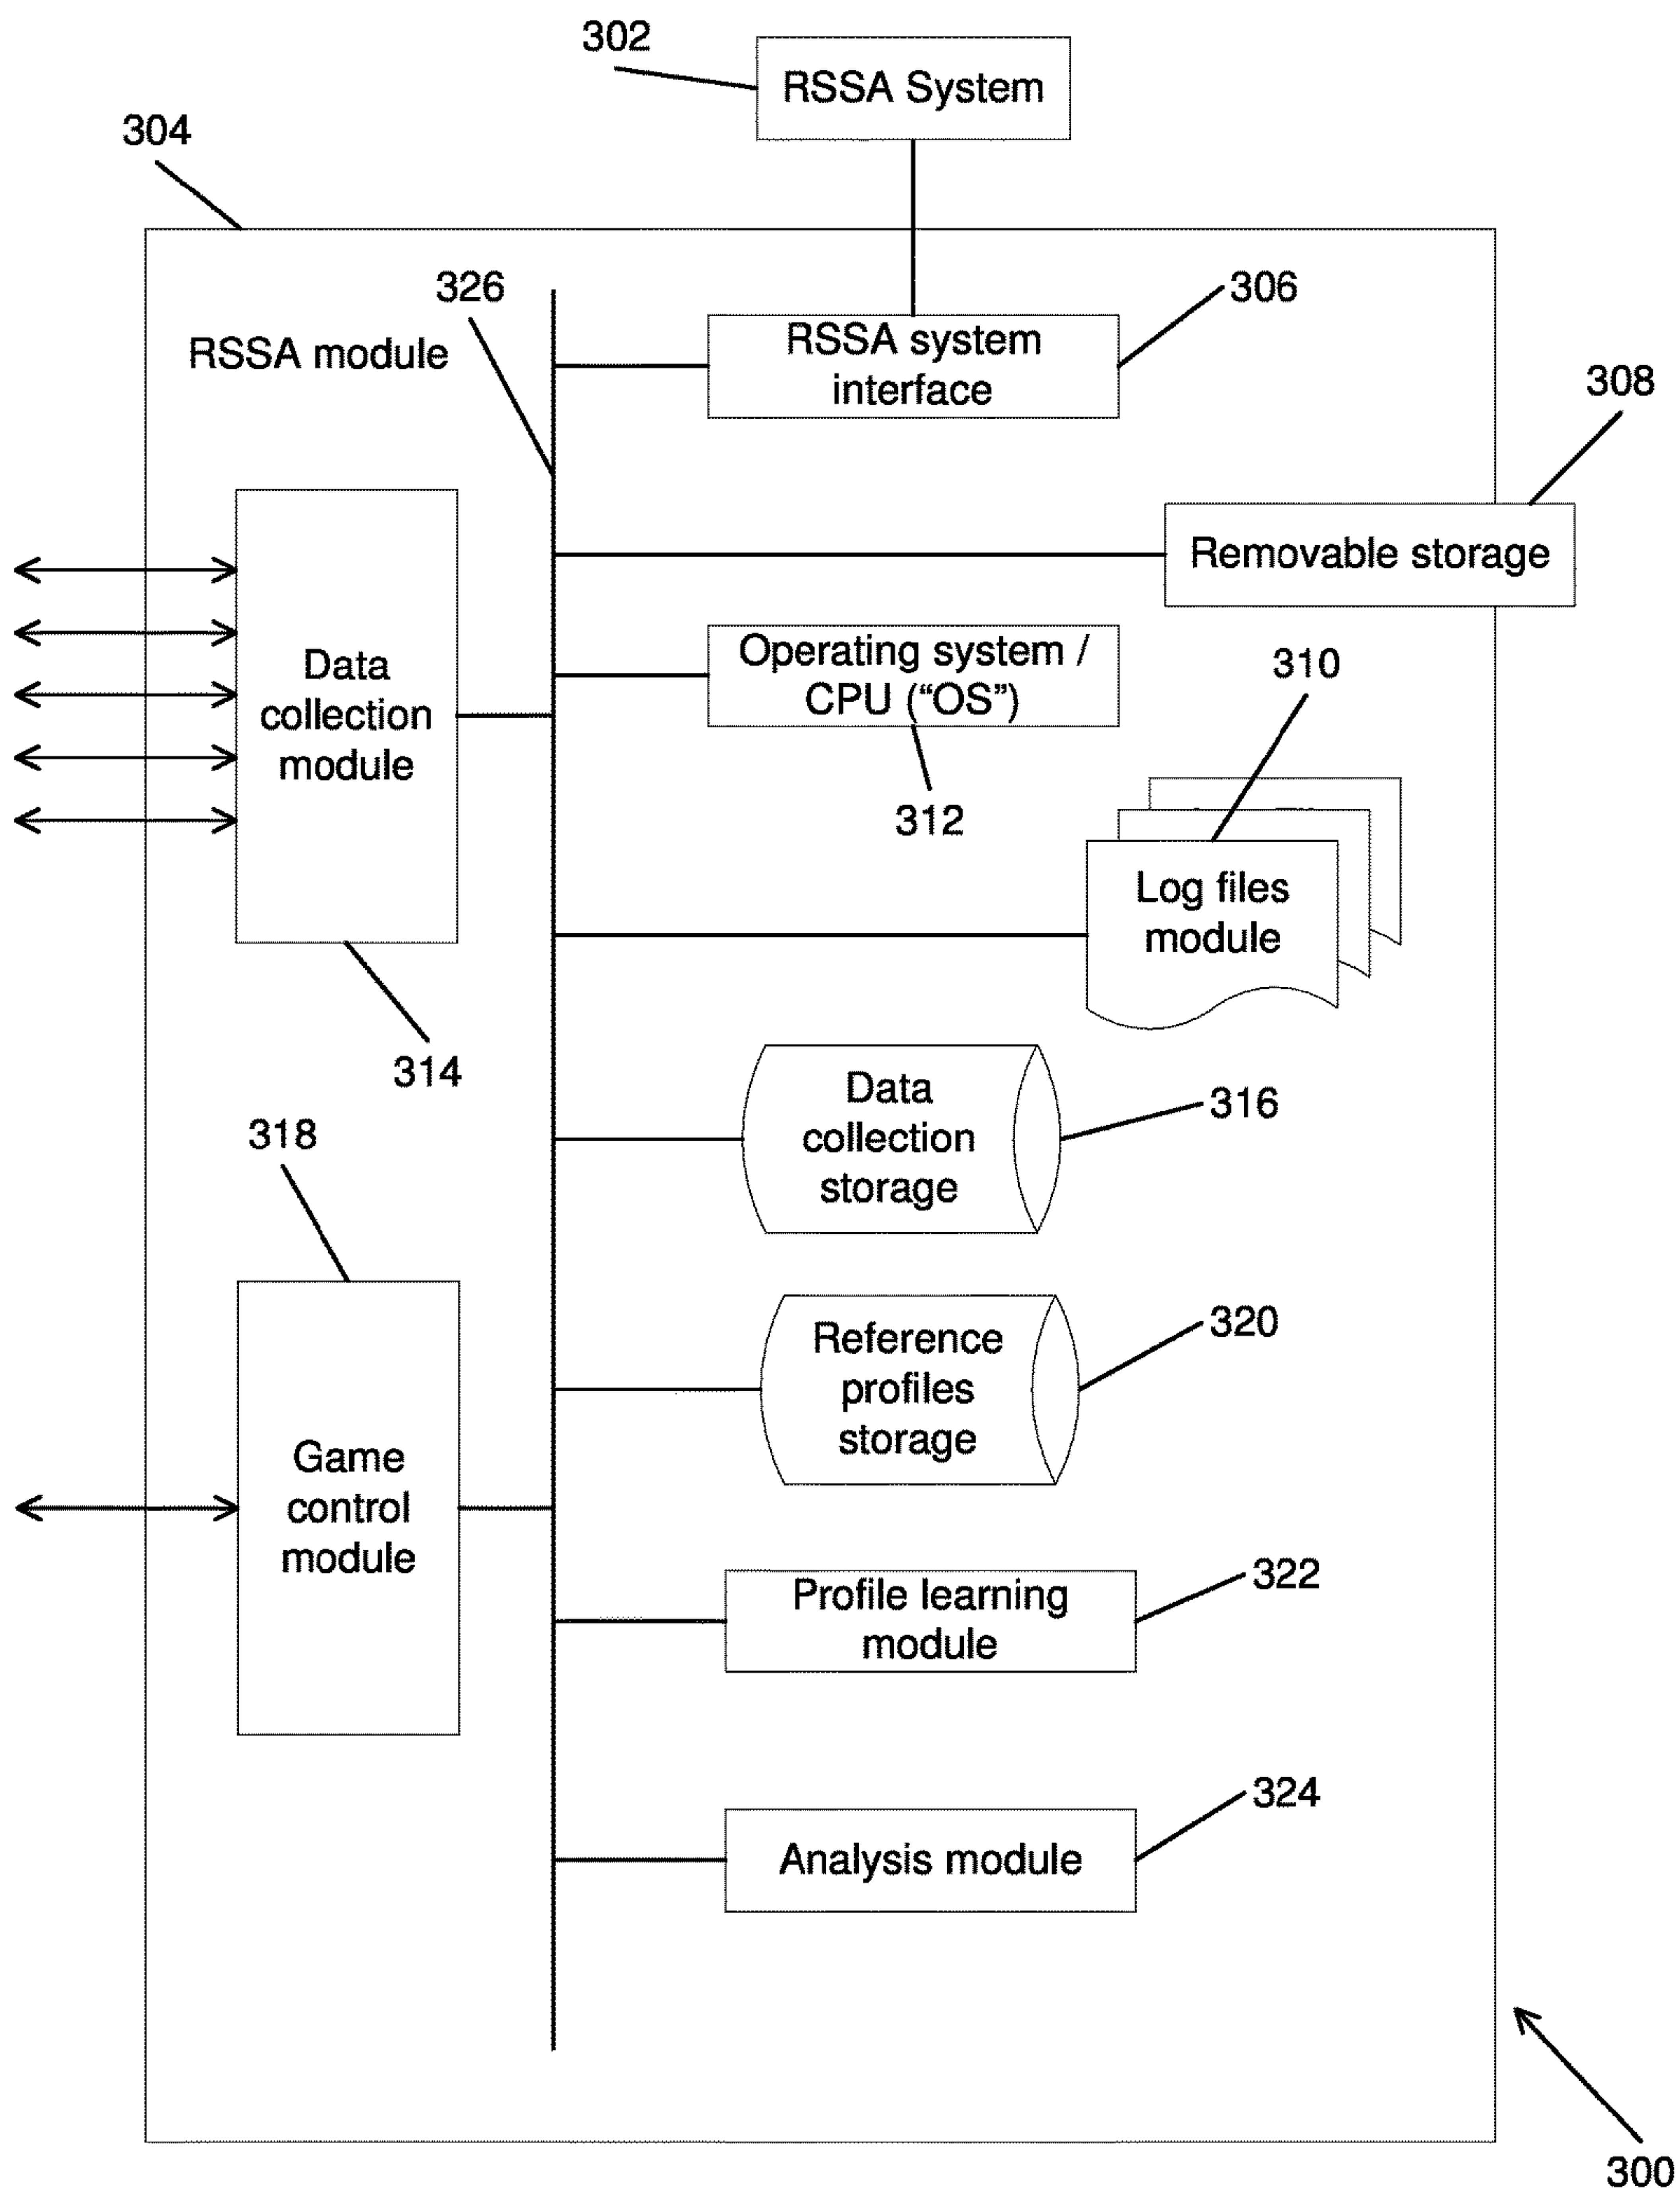 302
RSSA System
304
326
306
RSSA module
RSSA system
interface
308
Removable storage
Data
collection
module
Operating system /
CPU (“OS”)
310
312
Log files
module
314
Data
collection
storage
316
318
Reference
profiles
storage
320
Game
control
module
322
Profile learning
module
324
Analysis module
300